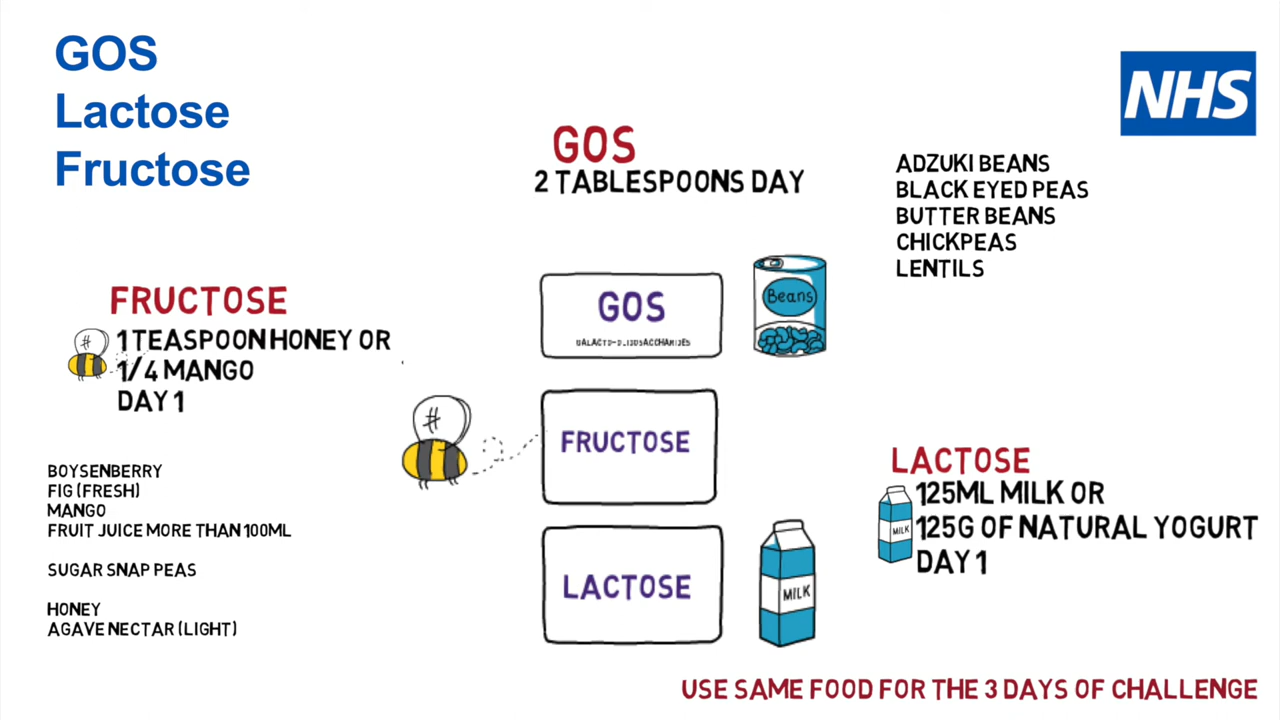 GOS
Lactose
Fructose
NHS
GOS
2 TABLESPOONS DAY
ADZUKI BEANS
BLACK EYED PEAS
BUTTER BEANS
CHICKPEAS
LENTILS
GOS
Beans
FRUCTOSE
#
1 TEASPOON HONEY OR
1/4 MANGO
DAY 1
#
FRUCTOSE
BOYSENBERRY
FIG (FRESH)
MANGO
FRUIT JUICE MORE THAN 100ML
SUGAR SNAP PEAS
HONEY
AGAVE NECTAR (LIGHT)
LACTOSE
MILK
125ML MILK OR
125G OF NATURAL YOGURT
DAY 1
LACTOSE
MILK
USE SAME FOOD FOR THE 3 DAYS OF CHALLENGE